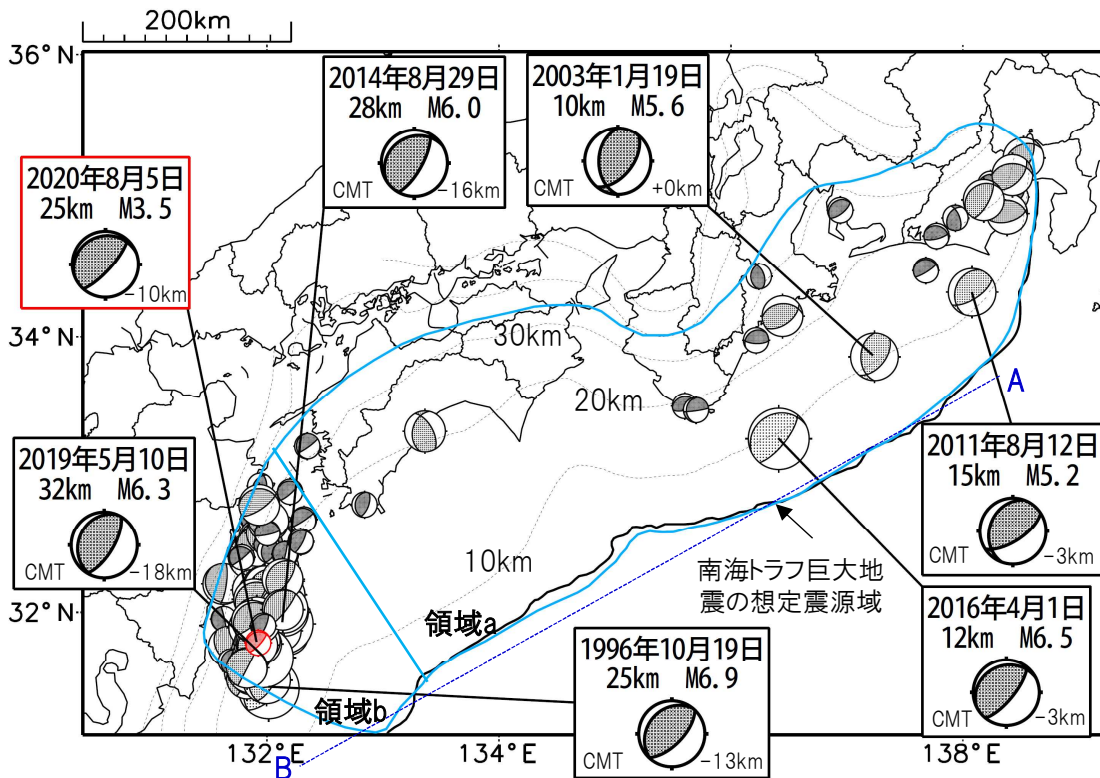 200km
36°N
34°N
32°N
132°E
134°E
138°E
2014年8月29日
28km M6.0
CMT
-16km
2003年1月19日
10km M5.6
CMT
+0km
2020年8月5日
25km M3.5
-10km
2019年5月10日
32km M6.3
CMT
-18km
30km
20km
10km
A
2011年8月12日
15km M5.2
CMT
-3km
南海トラフ巨大地
震の想定震源域
2016年4月1日
12km M6.5
CMT
-3km
領域a
領域b
1996年10月19日
25km M6.9
CMT
-13km
B